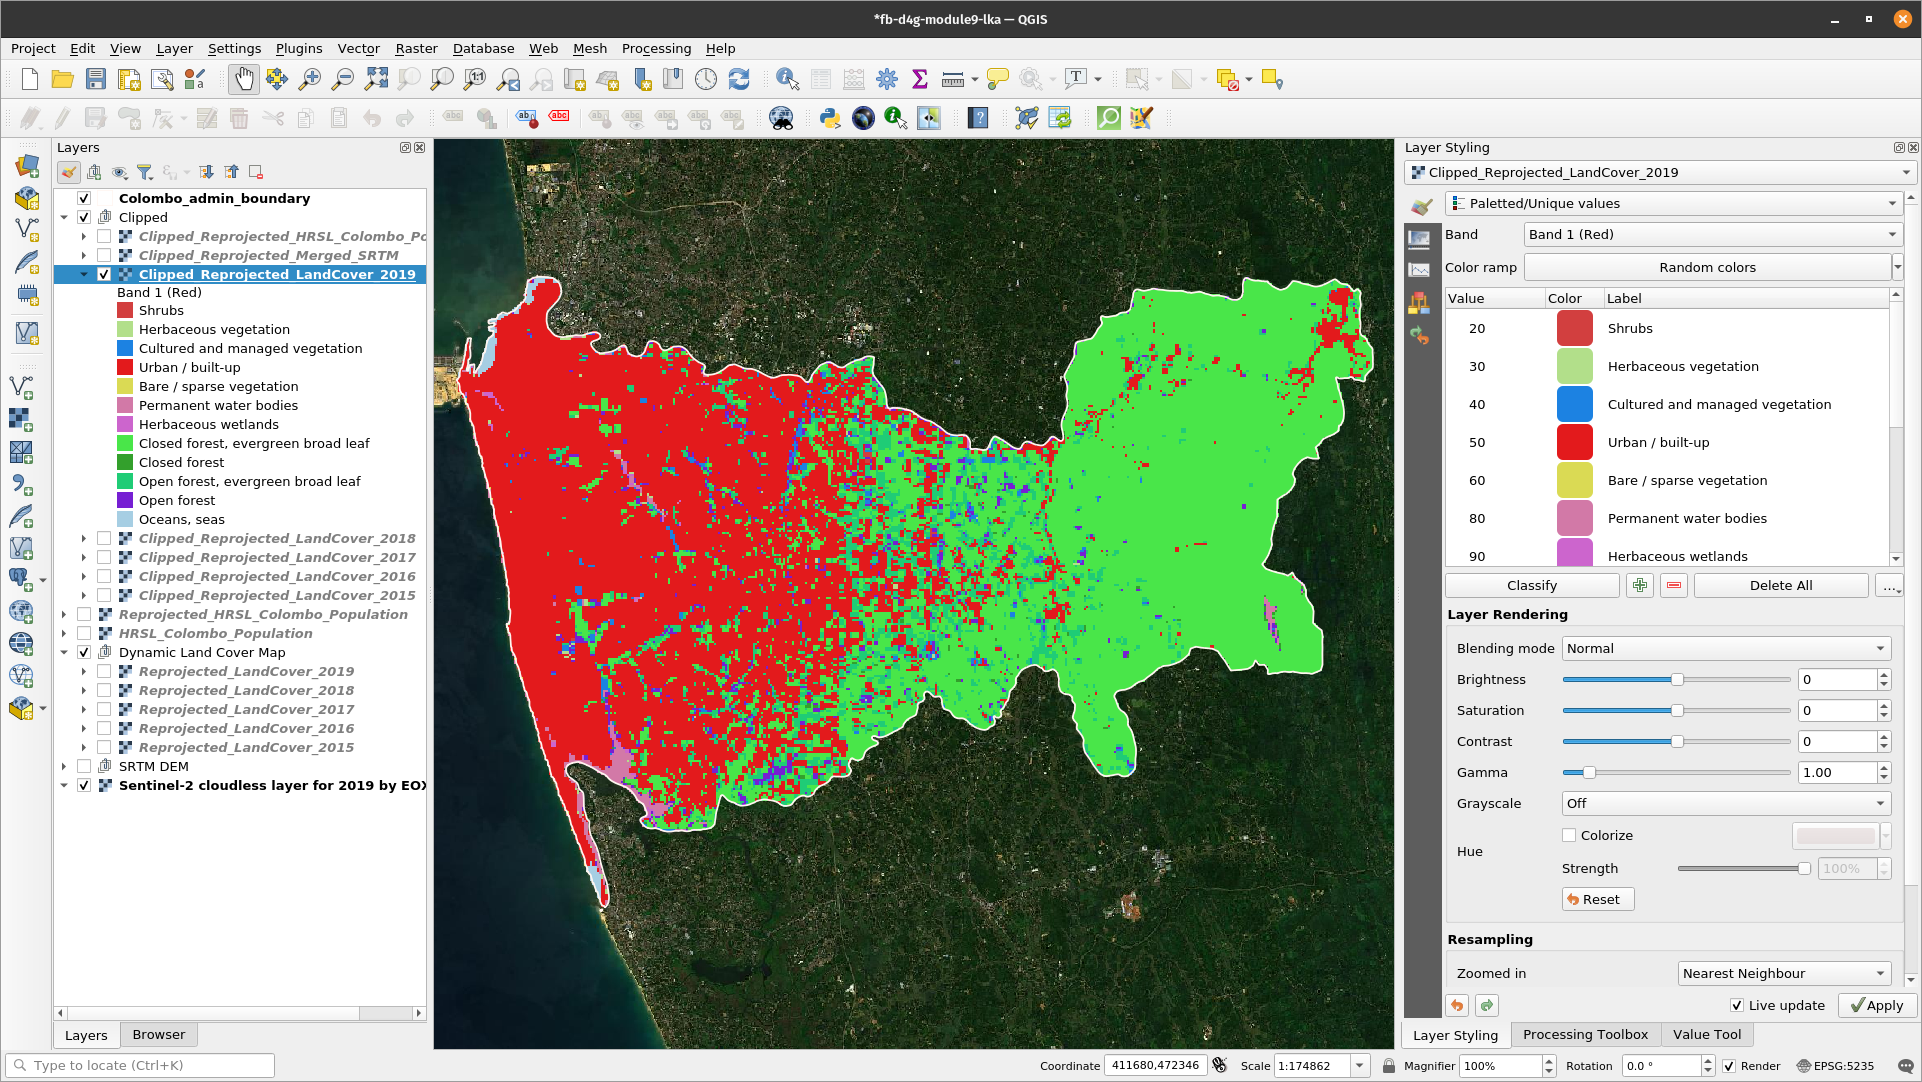 *fb-d4g-module9-lka — QGIS
Project Edit View Layer Settings Plugins Vector Raster Database Web Mesh Processing Help
Layers
Colombo_admin_boundary
Clipped
Clipped_Reprojected_HRSL_Colombo_Pc
Clipped_Reprojected_Merged_SRTM
Clipped_Reprojected_LandCover_2019
Band 1 (Red)
Shrubs
Herbaceous vegetation
Cultured and managed vegetation
Urban / built-up
Bare / sparse vegetation
Permanent water bodies
Herbaceous wetlands
Closed forest, evergreen broad leaf
Closed forest
Open forest, evergreen broad leaf
Open forest
Oceans, seas
Clipped_Reprojected_LandCover_2018
Clipped_Reprojected_LandCover_2017
Clipped_Reprojected_LandCover_2016
Clipped_Reprojected_LandCover_2015
Reprojected_HRSL_Colombo_Population
HRSL_Colombo_Population
Dynamic Land Cover Map
Reprojected_LandCover_2019
Reprojected_LandCover_2018
Reprojected_LandCover_2017
Reprojected_LandCover_2016
Reprojected_LandCover_2015
SRTM DEM
Sentinel-2 cloudless layer for 2019 by EOX
Layers Browser
Layer Styling
Clipped_Reprojected_LandCover_2019
Paletted/Unique values
Band Band 1 (Red)
Color ramp Random colors
Value Color Label
20 Shrubs
30 Herbaceous vegetation
40 Cultured and managed vegetation
50 Urban / built-up
60 Bare / sparse vegetation
80 Permanent water bodies
90 Herbaceous wetlands
Classify Delete All ...
Layer Rendering
Blending mode Normal
Brightness 0
Saturation 0
Contrast 0
Gamma 1.00
Grayscale Off
Colorize
Hue
Strength 100%
Reset
Resampling
Zoomed in Nearest Neighbour
Live update Apply
Layer Styling Processing Toolbox Value Tool
Type to locate (Ctrl+K) Coordinate 411680,472346 Scale 1:174862 Magnifier 100% Rotation 0.0 ° Render EPSG:5235